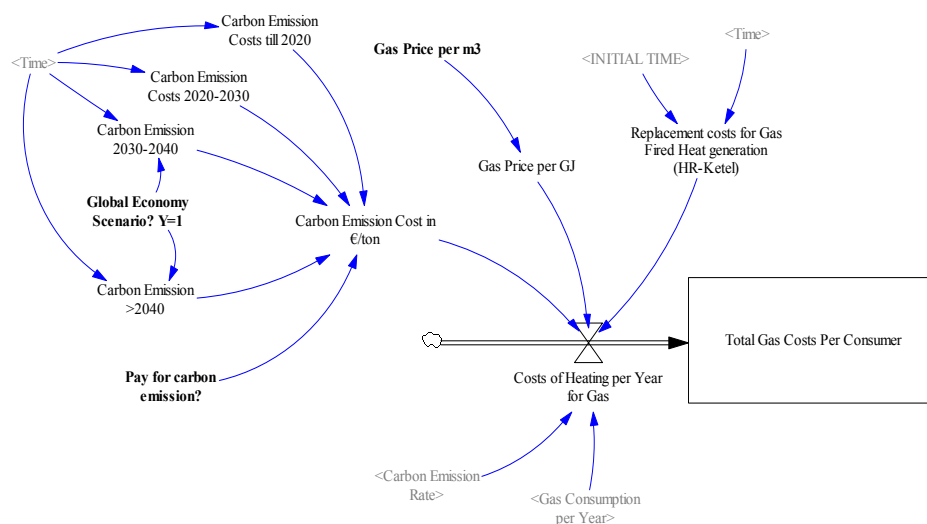 Carbon Emission
Costs till 2020
<Time>
Carbon Emission
Costs 2020-2030
Carbon Emission
2030-2040
Global Economy
Scenario? Y=1
Carbon Emission
>2040
Pay for carbon
emission?
Carbon Emission Cost in
€/ton
Gas Price per m3
Gas Price per GJ
<INITIAL TIME>
<Time>
Replacement costs for Gas
Fired Heat generation
(HR-Ketel)
Costs of Heating per Year
for Gas
Total Gas Costs Per Consumer
<Carbon Emission
Rate>
<Gas Consumption
per Year>